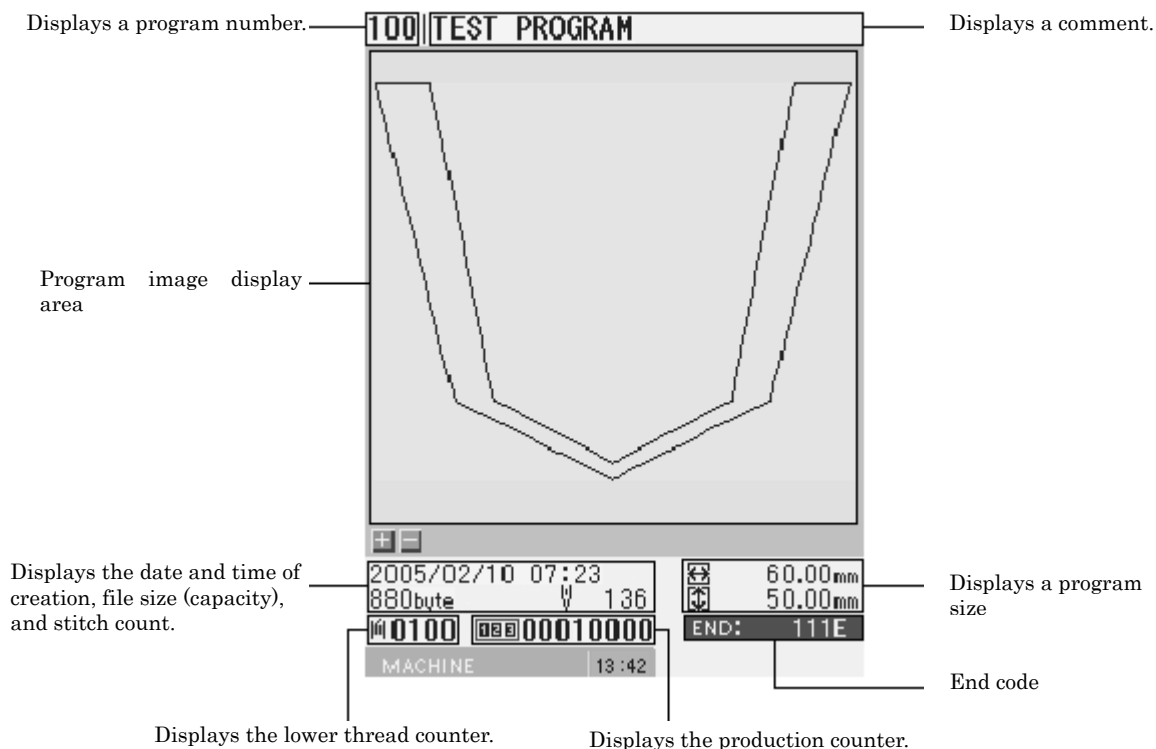 Displays a program number.
100 TEST PROGRAM
Displays a comment.
Program image display
area
Displays the date and time of
creation, file size (capacity),
and stitch count.
2005/02/10 07:23
880byte 136
60.00mm
50.00mm
Displays a program
size
0100 123 00010000
END: 111E
MACHINE 13:42
End code
Displays the lower thread counter.
Displays the production counter.